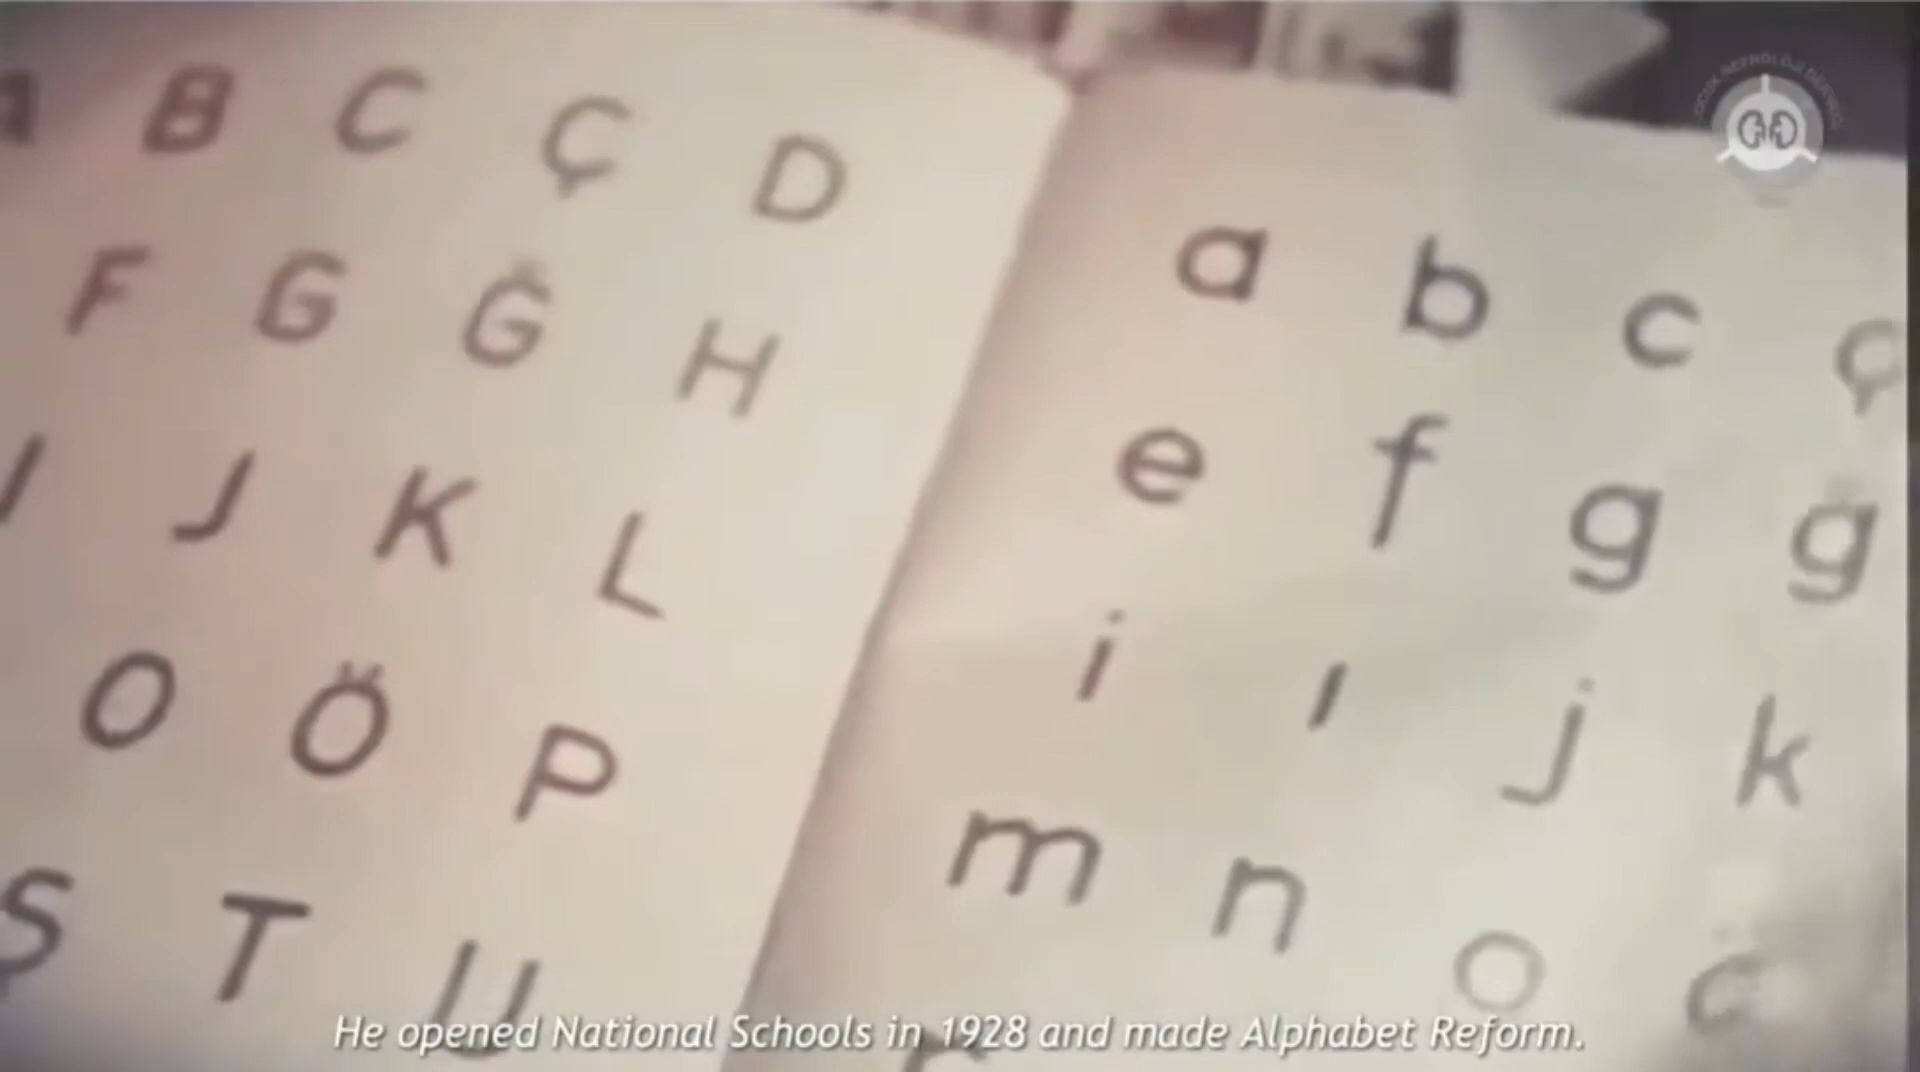 B C Ç D
F G Ğ H
I J K L
O Ö P
Ş T U
a b c ç
e f g ğ
i ı j k
m n o
r
He opened National Schools in 1928 and made Alphabet Reform.